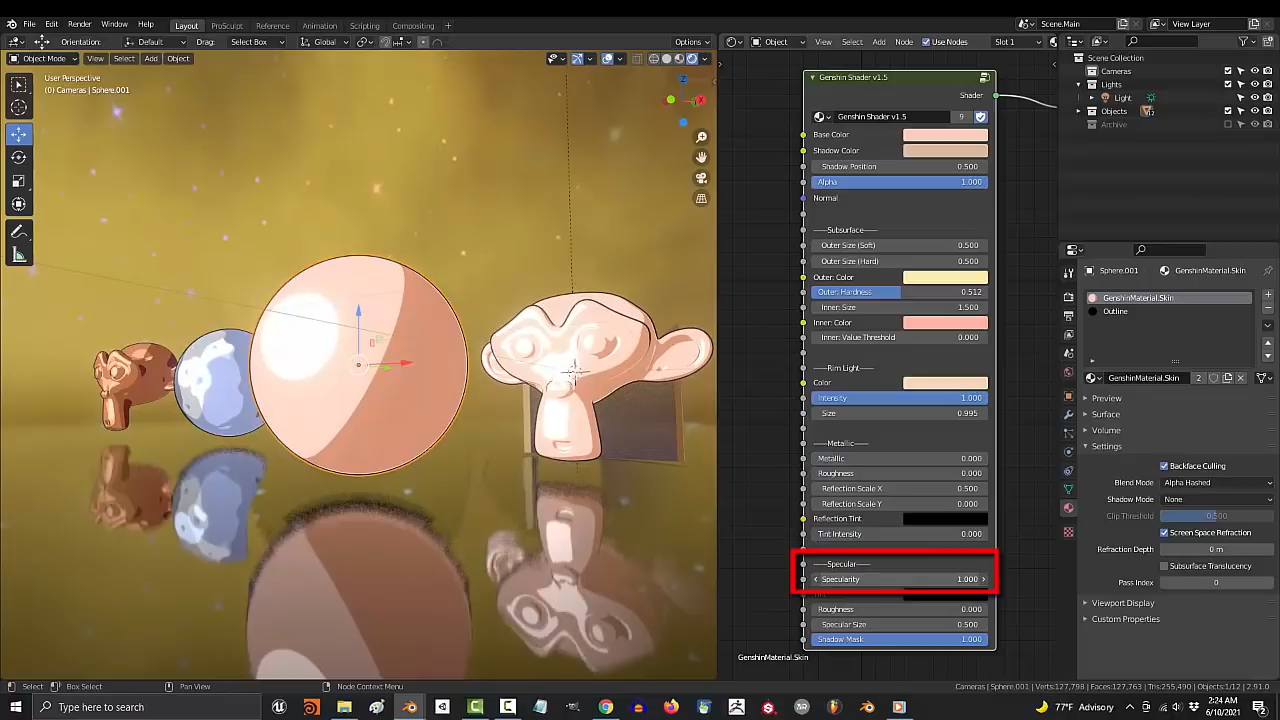 File Edit Render Window Help Layout ProSculpt Reference Animation Scripting Compositing + Scene.Main View Layer
Orientation: Default Drag: Select Box Global Options Object View Select Add Node Use Nodes Slot 1
Object Mode View Select Add Object
User Perspective
(0) Cameras | Sphere.001
X
Z
Genshin Shader v1.5
Shader
Genshin Shader v1.5 9
Base Color
Shadow Color
Shadow Position 0.500
Alpha 1.000
Normal
-----Subsurface-----
Outer Size (Soft) 0.500
Outer Size (Hard) 0.500
Outer: Color
Outer: Hardness 0.512
Inner: Size 1.500
Inner: Color
Inner: Value Threshold 0.000
-----Rim Light-----
Color
Intensity 1.000
Size 0.995
-----Metallic-----
Metallic 0.000
Roughness 0.000
Reflection Scale X 0.500
Reflection Scale Y 0.000
Reflection Tint
Tint Intensity 0.000
-----Specular-----
Specularity 1.000
Roughness 0.000
Specular Size 0.500
Shadow Mask 1.000
GenshinMaterial.Skin
Scene Collection
Cameras
Lights
Light
Objects 12
Archive
Sphere.001 GenshinMaterial.Skin
GenshinMaterial.Skin
Outline
GenshinMaterial.Skin 2
Preview
Surface
Volume
Settings
Backface Culling
Blend Mode Alpha Hashed
Shadow Mode None
Clip Threshold 0.500
Screen Space Refraction
Refraction Depth 0 m
Subsurface Translucency
Pass Index 0
Viewport Display
Custom Properties
Select Box Select Pan View Node Context Menu Cameras | Sphere.001 | Verts:127,798 | Faces:127,763 | Tris:255,490 | Objects:1/12 | 2.91.0
Type here to search 77°F Advisory 2:24 AM
6/10/2021